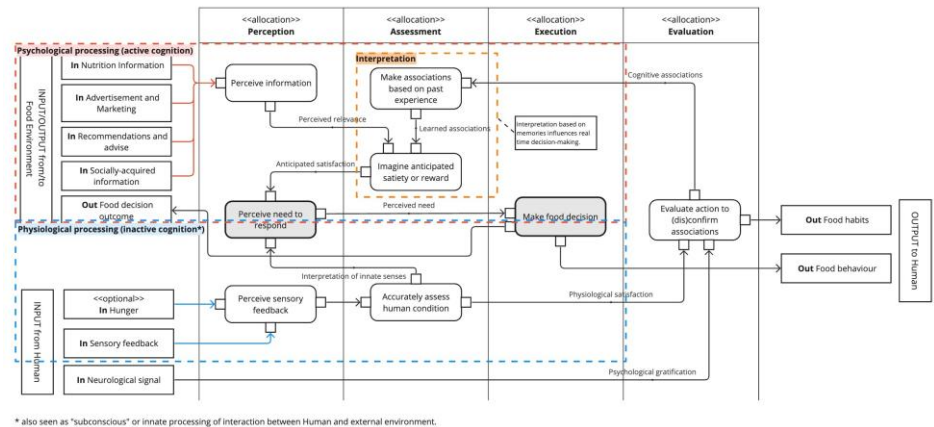 <<allocation>>
Perception
<<allocation>>
Assessment
<<allocation>>
Execution
<<allocation>>
Evaluation
Psychological processing (active cognition)
INPUT/OUTPUT from/to
Food Environment
In Nutrition Information
In Advertisement and
Marketing
In Recommendations and
advise
In Socially-acquired
information
Out Food decision
outcome
Perceive information
Interpretation
Make associations
based on past
experience
Cognitive associations
Perceived relevance
Learned associations
Interpretation based on
memories influences real
time decision-making.
Anticipated satisfaction
Imagine anticipated
satiety or reward
Perceive need to
respond
Perceived need
Make food decision
Evaluate action to
(dis)confirm
associations
Out Food habits
Out Food behaviour
OUTPUT to Human
Physiological processing (inactive cognition*)
Interpretation of innate senses
INPUT from Human
<<optional>>
In Hunger
In Sensory feedback
In Neurological signal
Perceive sensory
feedback
Accurately assess
human condition
Physiological satisfaction
Psychological gratification
* also seen as "subconscious" or innate processing of interaction between Human and external environment.